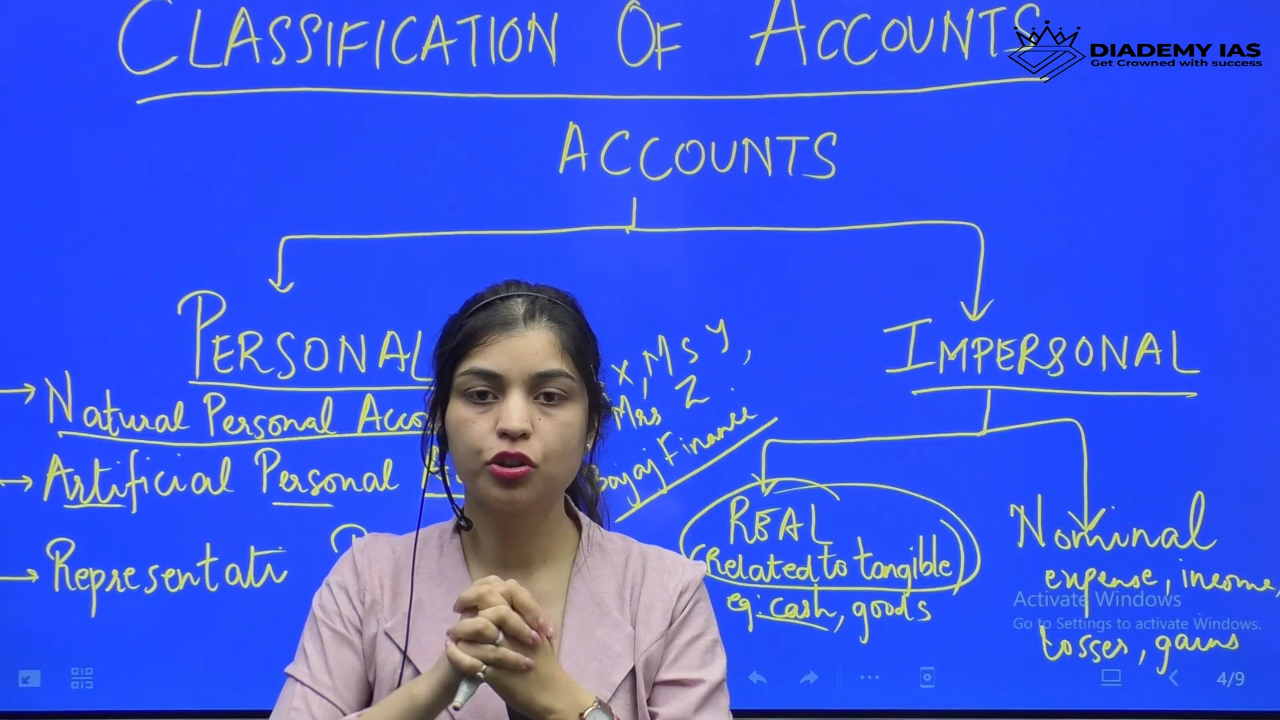 CLASSIFICATION OF ACCOUNTS
DIADEMY IAS
Get Crowned with success
ACCOUNTS
PERSONAL
IMPERSONAL
Natural Personal Acco
Artificial Personal
Representati
X, Ms Y,
Mrs Z
Bajaj Finance
REAL
(related to tangible)
eg: cash, goods
Nominal
expense, income,
losses, gains
Activate Windows
Go to Settings to activate Windows.
4/9